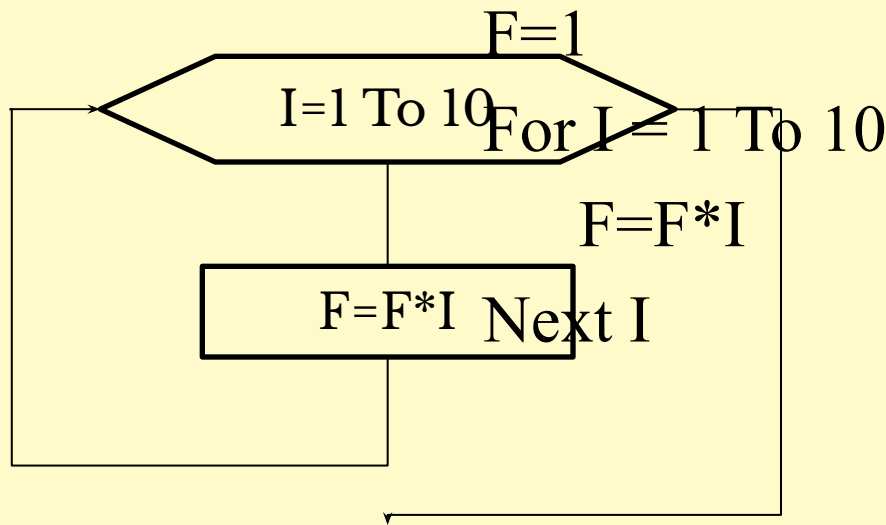 F=1
I=1 To 10
For I = 1 To 10
F=F*I
F=F*I
Next I